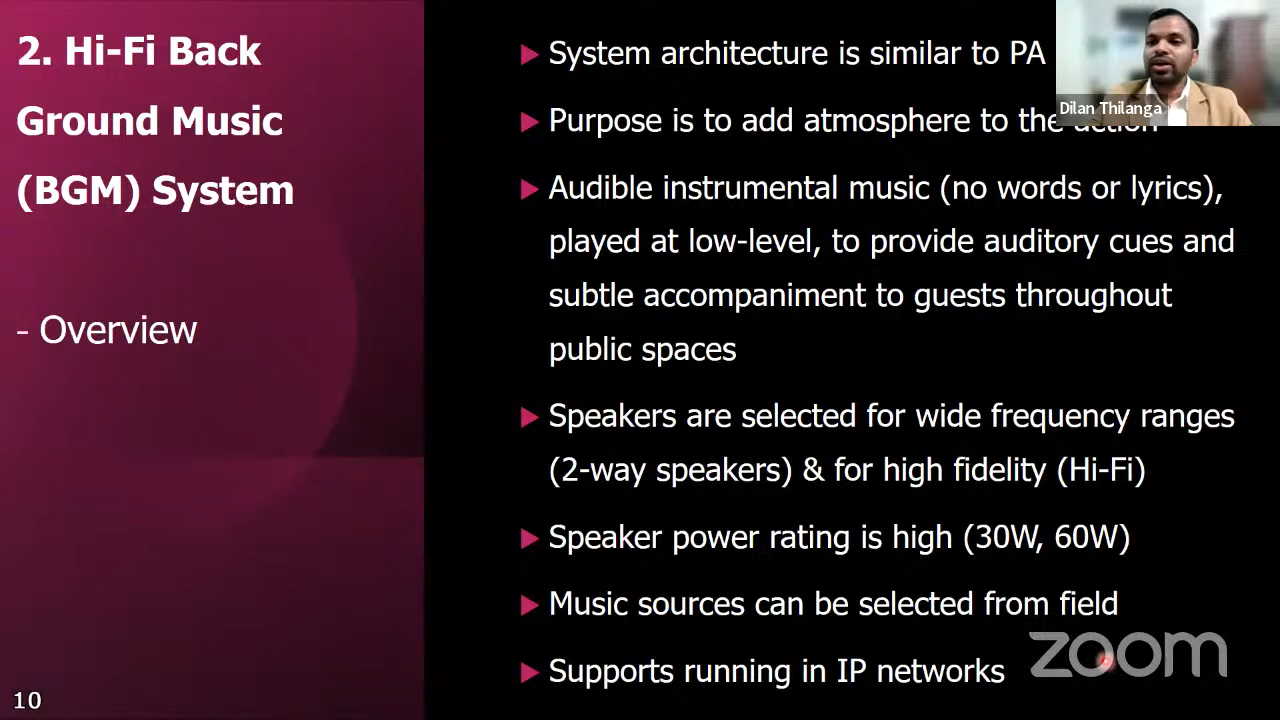 2. Hi-Fi Back
Ground Music
(BGM) System
- Overview
System architecture is similar to PA
Purpose is to add atmosphere to the action
Audible instrumental music (no words or lyrics),
played at low-level, to provide auditory cues and
subtle accompaniment to guests throughout
public spaces
Speakers are selected for wide frequency ranges
(2-way speakers) & for high fidelity (Hi-Fi)
Speaker power rating is high (30W, 60W)
Music sources can be selected from field
Supports running in IP networks
10
Dilan Thilanga
zoom